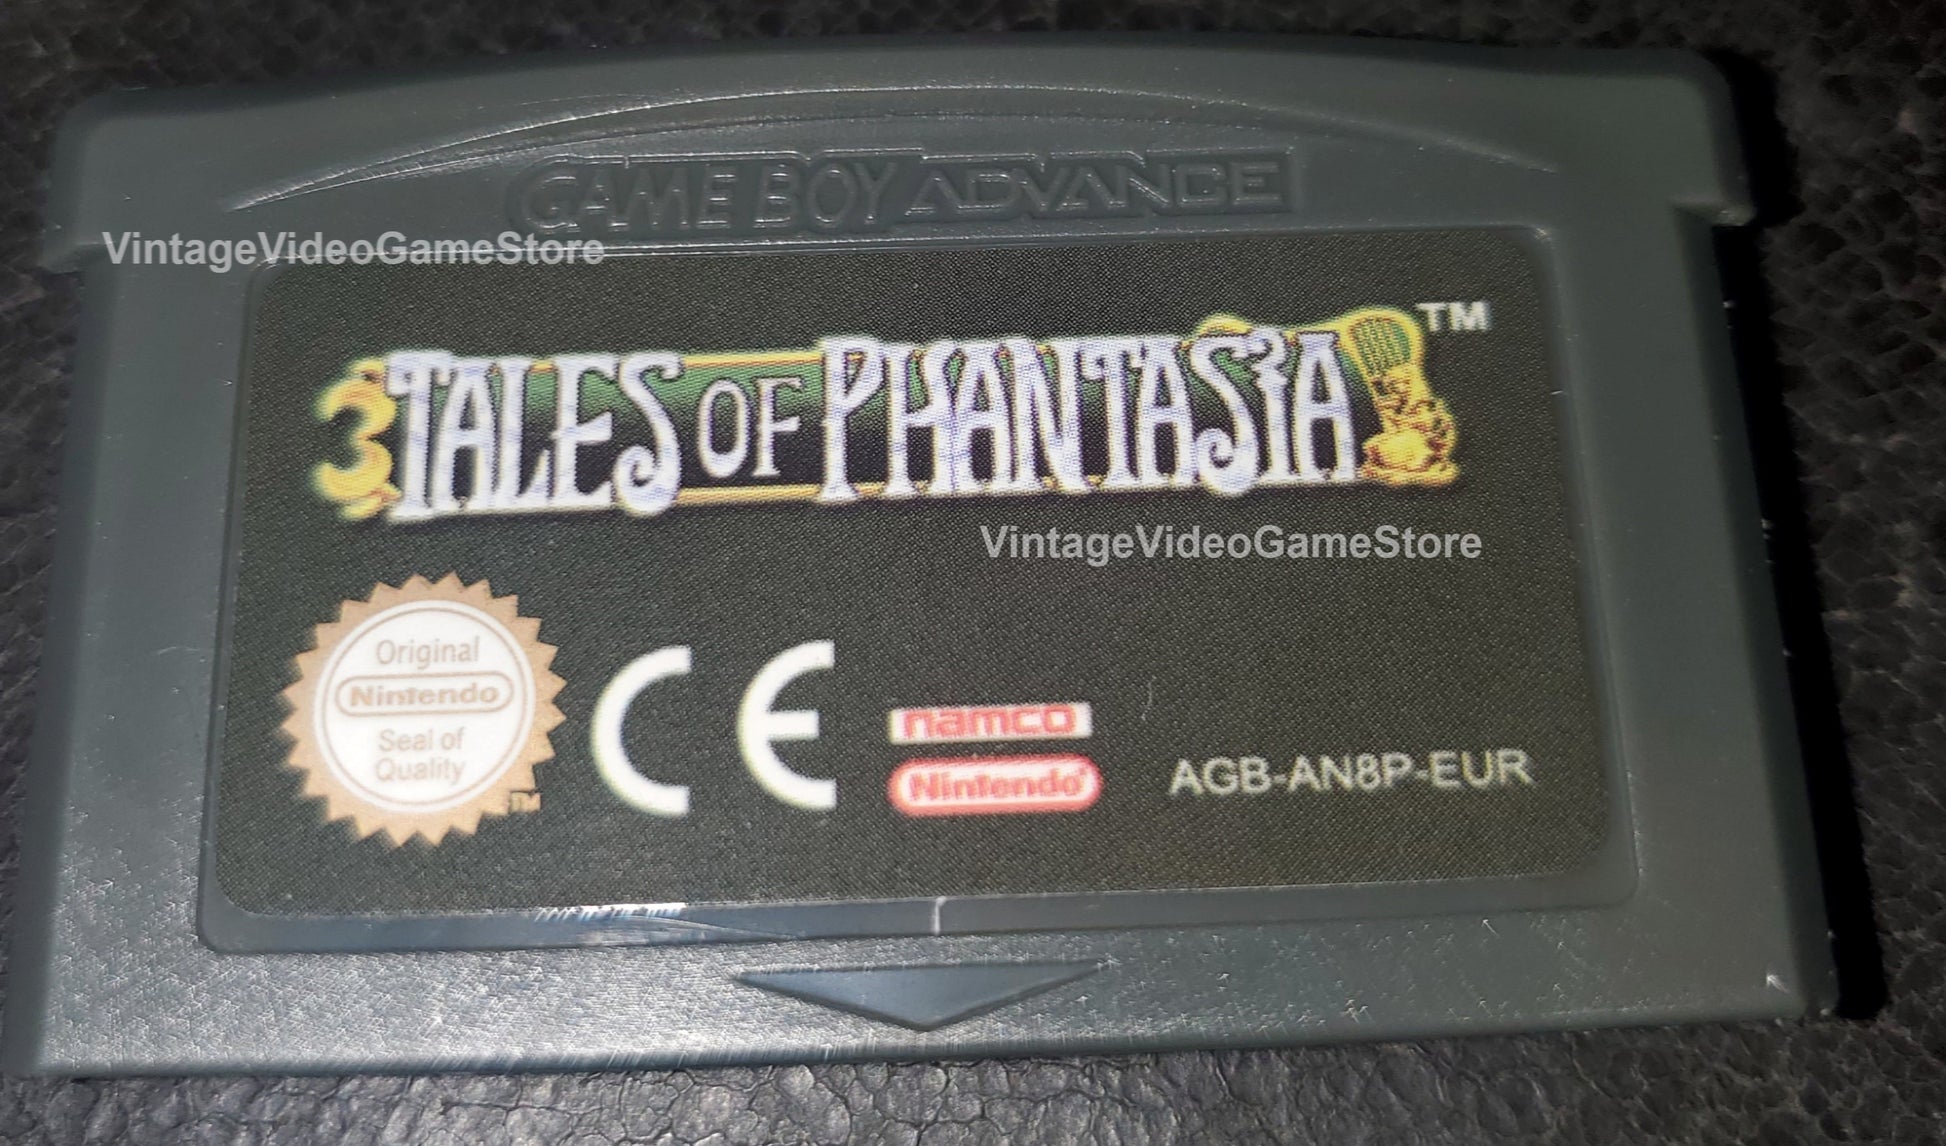 GAME BOY ADVANCE
VintageVideoGameStore
TALES OF PHANTASIA™
VintageVideoGameStore
Original
Nintendo
Seal of
Quality
TM
CE
namco
Nintendo®
AGB-AN8P-EUR